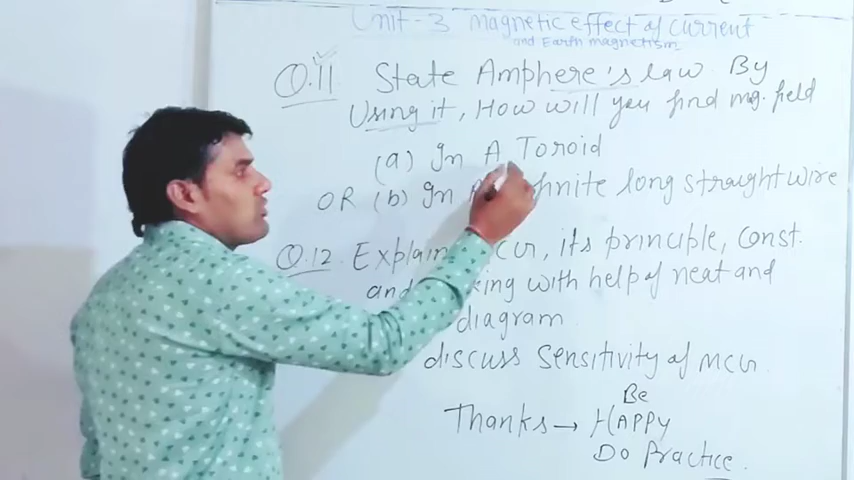 Unit - 3 magnetic effect of current
and Earth magnetism
Q.11 State Amphere's law. By
Using it, How will you find mg. field
(a) In A Toroid
OR (b) In finite long straight wire
Q.12. Explain its principle, Const.
and king with help of neat and
diagram
discuss sensitivity of MCG.
Be
Thanks → HAPPY
Do Practice.